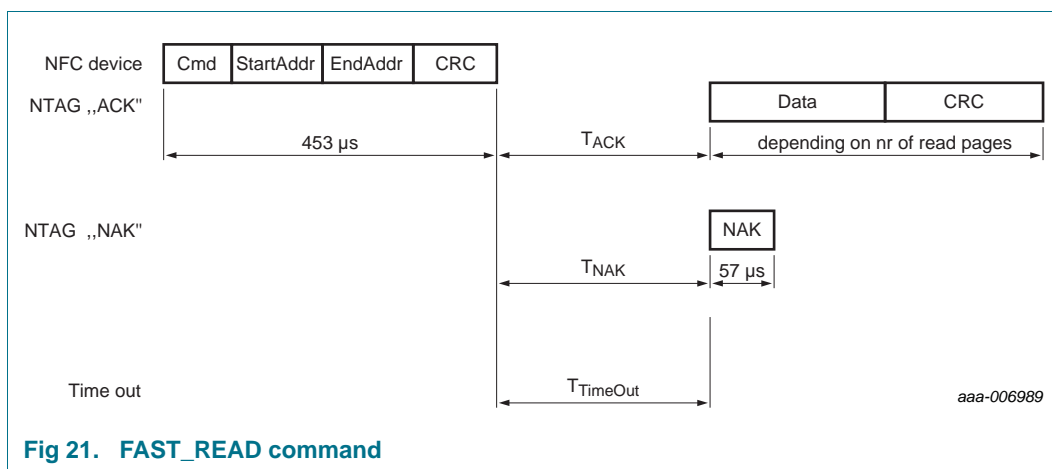 NFC device Cmd StartAddr EndAddr CRC
NTAG ,,ACK" Data CRC
453 µs TACK depending on nr of read pages
NTAG ,,NAK" NAK
TNAK 57 µs
Time out TTimeOut aaa-006989
Fig 21. FAST_READ command